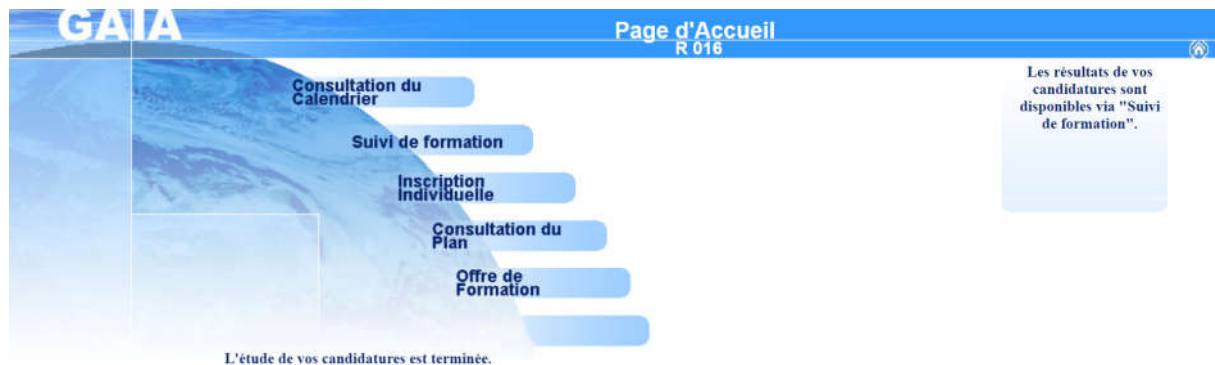 GAIA
Page d'Accueil
R 016
Consultation du
Calendrier
Suivi de formation
Inscription
Individuelle
Consultation du
Plan
Offre de
Formation
Les résultats de vos
candidatures sont
disponibles via "Suivi
de formation".
L'étude de vos candidatures est terminée.